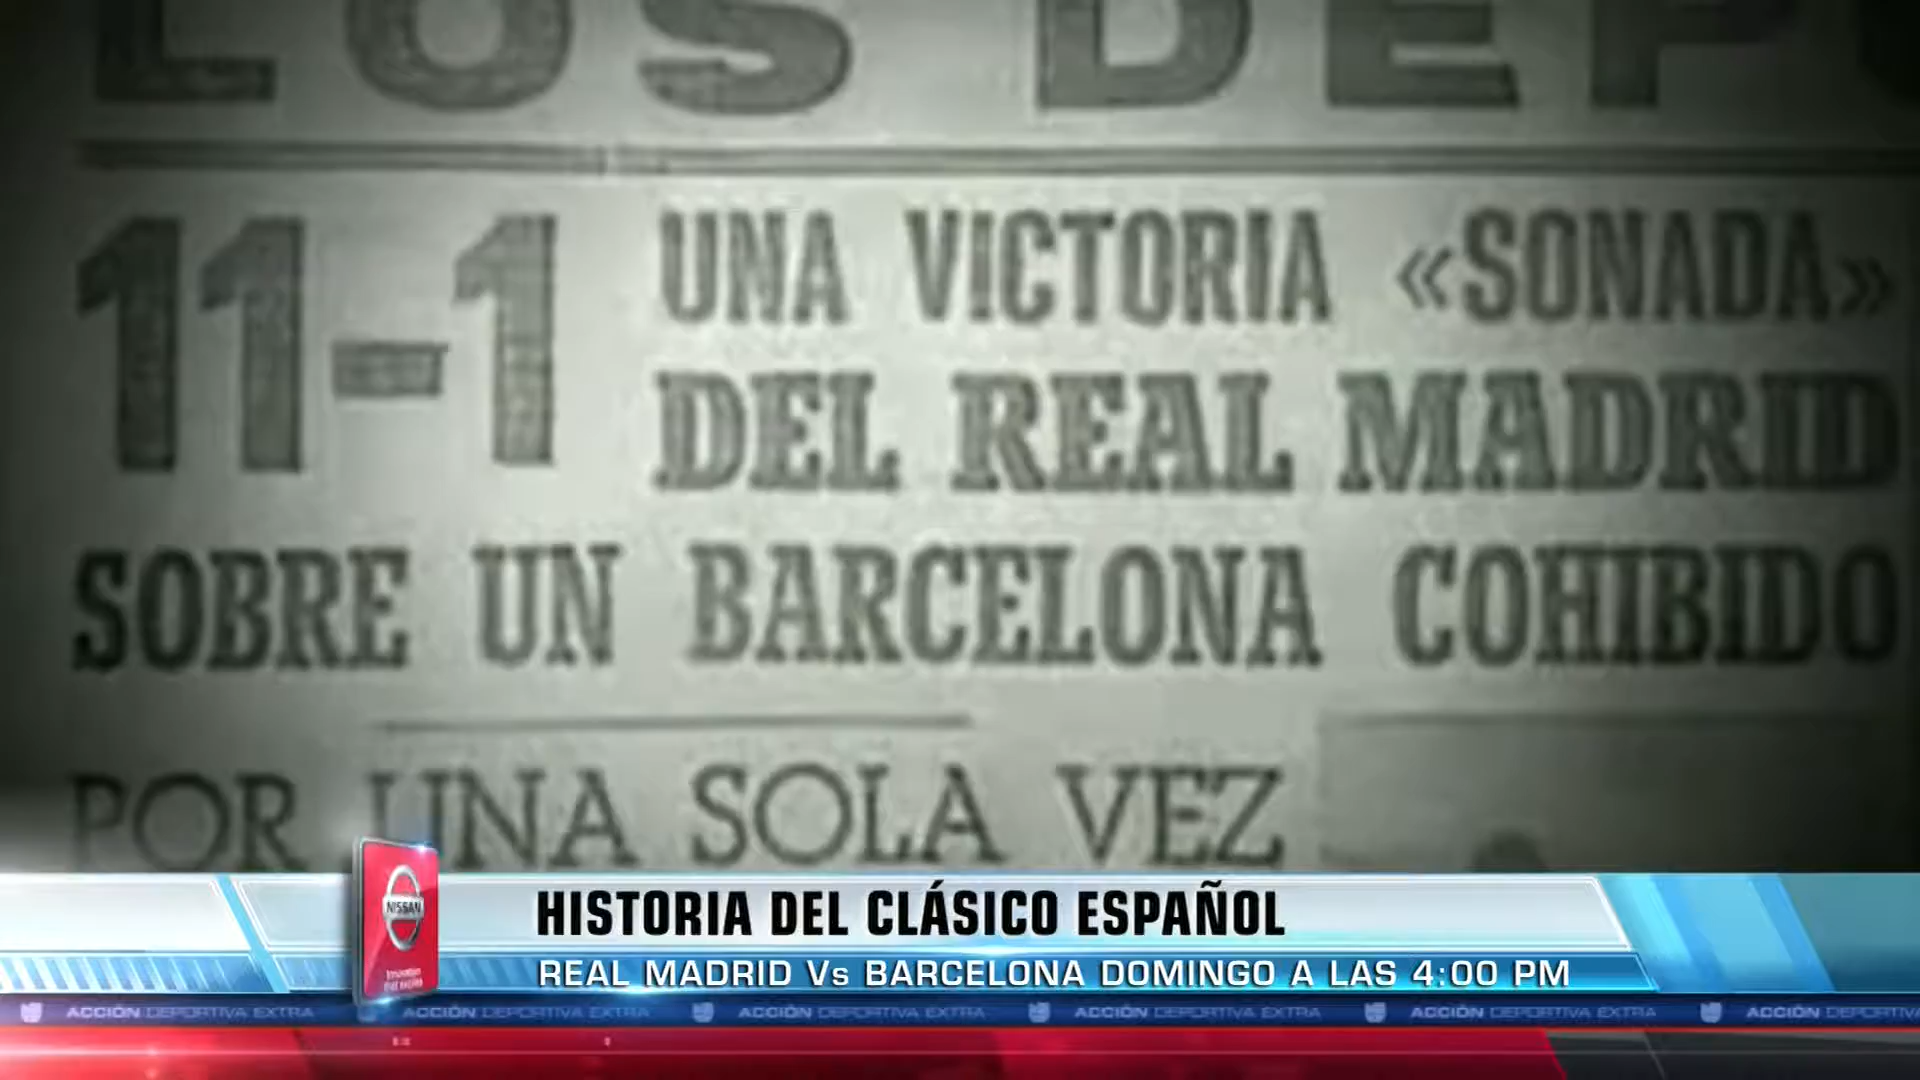 LOS DEP
11-1 UNA VICTORIA «SONADA»
DEL REAL MADRID
SOBRE UN BARCELONA COHIBIDO
POR UNA SOLA VEZ
NISSAN
HISTORIA DEL CLÁSICO ESPAÑOL
REAL MADRID Vs BARCELONA DOMINGO A LAS 4:00 PM
ACCIÓN DEPORTIVA EXTRA ACCIÓN DEPORTIVA EXTRA ACCIÓN DEPORTIVA EXTRA ACCIÓN DEPORTIVA EXTRA ACCIÓN DEPORTIVA EXTRA ACCIÓN DEPORTIV